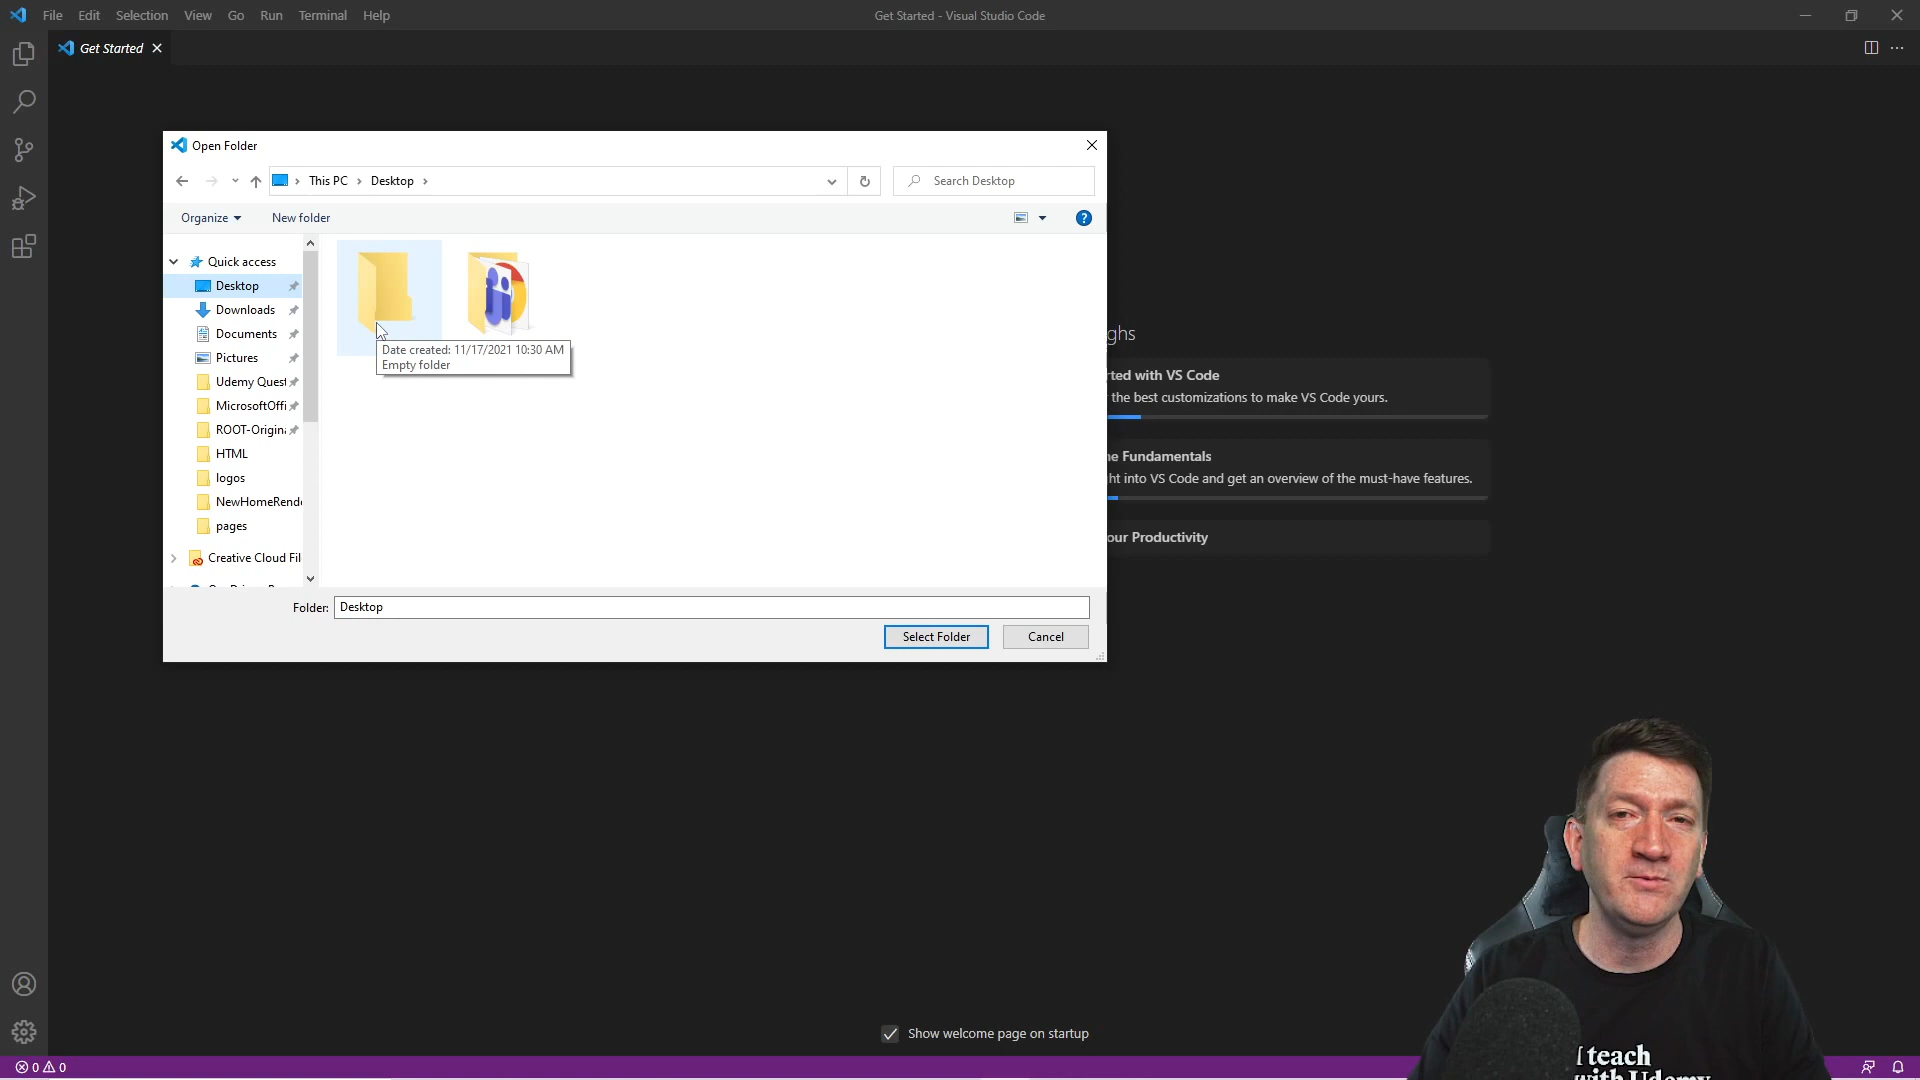 File Edit Selection View Go Run Terminal Help
Get Started - Visual Studio Code
Get Started
Open Folder
This PC > Desktop >
Search Desktop
Organize
New folder
Quick access
Desktop
Downloads
Documents
Pictures
Udemy Quest
MicrosoftOffi
ROOT-Origin
HTML
logos
NewHomeRend
pages
Creative Cloud Fil
Date created: 11/17/2021 10:30 AM
Empty folder
Folder: Desktop
Select Folder
Cancel
ghs
rted with VS Code
the best customizations to make VS Code yours.
ne Fundamentals
ht into VS Code and get an overview of the must-have features.
our Productivity
Show welcome page on startup
0 0
I teach
with Udemy